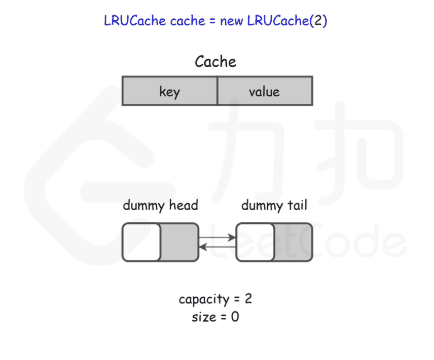 LRUCache cache = new LRUCache(2)
Cache
key value
dummy head dummy tail
力扣
LeetCode
capacity = 2
size = 0